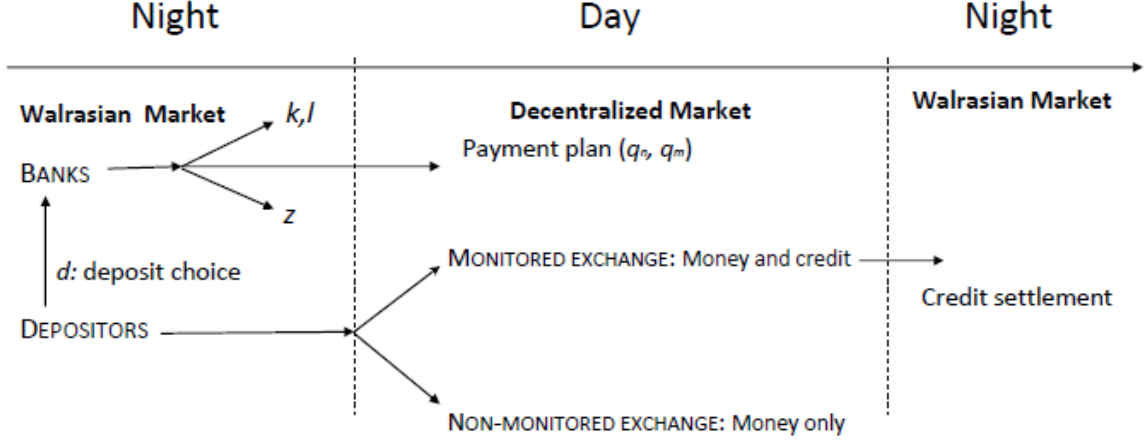 Night Day Night
Walrasian Market Decentralized Market Walrasian Market
k,l
Payment plan (qn, qm)
BANKS
z
d: deposit choice
MONITORED EXCHANGE: Money and credit
Credit settlement
DEPOSITORS
NON-MONITORED EXCHANGE: Money only